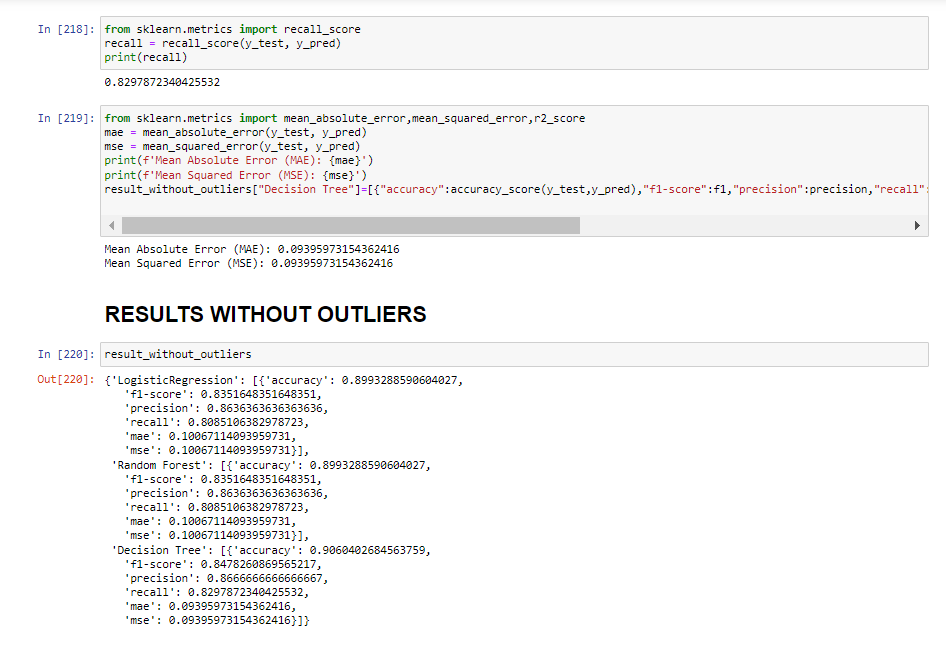 In [218]: from sklearn.metrics import recall_score
recall = recall_score(y_test, y_pred)
print(recall)
0.8297872340425532
In [219]: from sklearn.metrics import mean_absolute_error,mean_squared_error,r2_score
mae = mean_absolute_error(y_test, y_pred)
mse = mean_squared_error(y_test, y_pred)
print(f'Mean Absolute Error (MAE): {mae}')
print(f'Mean Squared Error (MSE): {mse}')
result_without_outliers["Decision Tree"]=[{"accuracy":accuracy_score(y_test,y_pred),"f1-score":f1,"precision":precision,"recall":
Mean Absolute Error (MAE): 0.09395973154362416
Mean Squared Error (MSE): 0.09395973154362416
RESULTS WITHOUT OUTLIERS
In [220]: result_without_outliers
Out[220]: {'LogisticRegression': [{'accuracy': 0.8993288590604027,
'f1-score': 0.8351648351648351,
'precision': 0.8636363636363636,
'recall': 0.8085106382978723,
'mae': 0.10067114093959731,
'mse': 0.10067114093959731}],
'Random Forest': [{'accuracy': 0.8993288590604027,
'f1-score': 0.8351648351648351,
'precision': 0.8636363636363636,
'recall': 0.8085106382978723,
'mae': 0.10067114093959731,
'mse': 0.10067114093959731}],
'Decision Tree': [{'accuracy': 0.9060402684563759,
'f1-score': 0.8478260869565217,
'precision': 0.8666666666666667,
'recall': 0.8297872340425532,
'mae': 0.09395973154362416,
'mse': 0.09395973154362416}]}